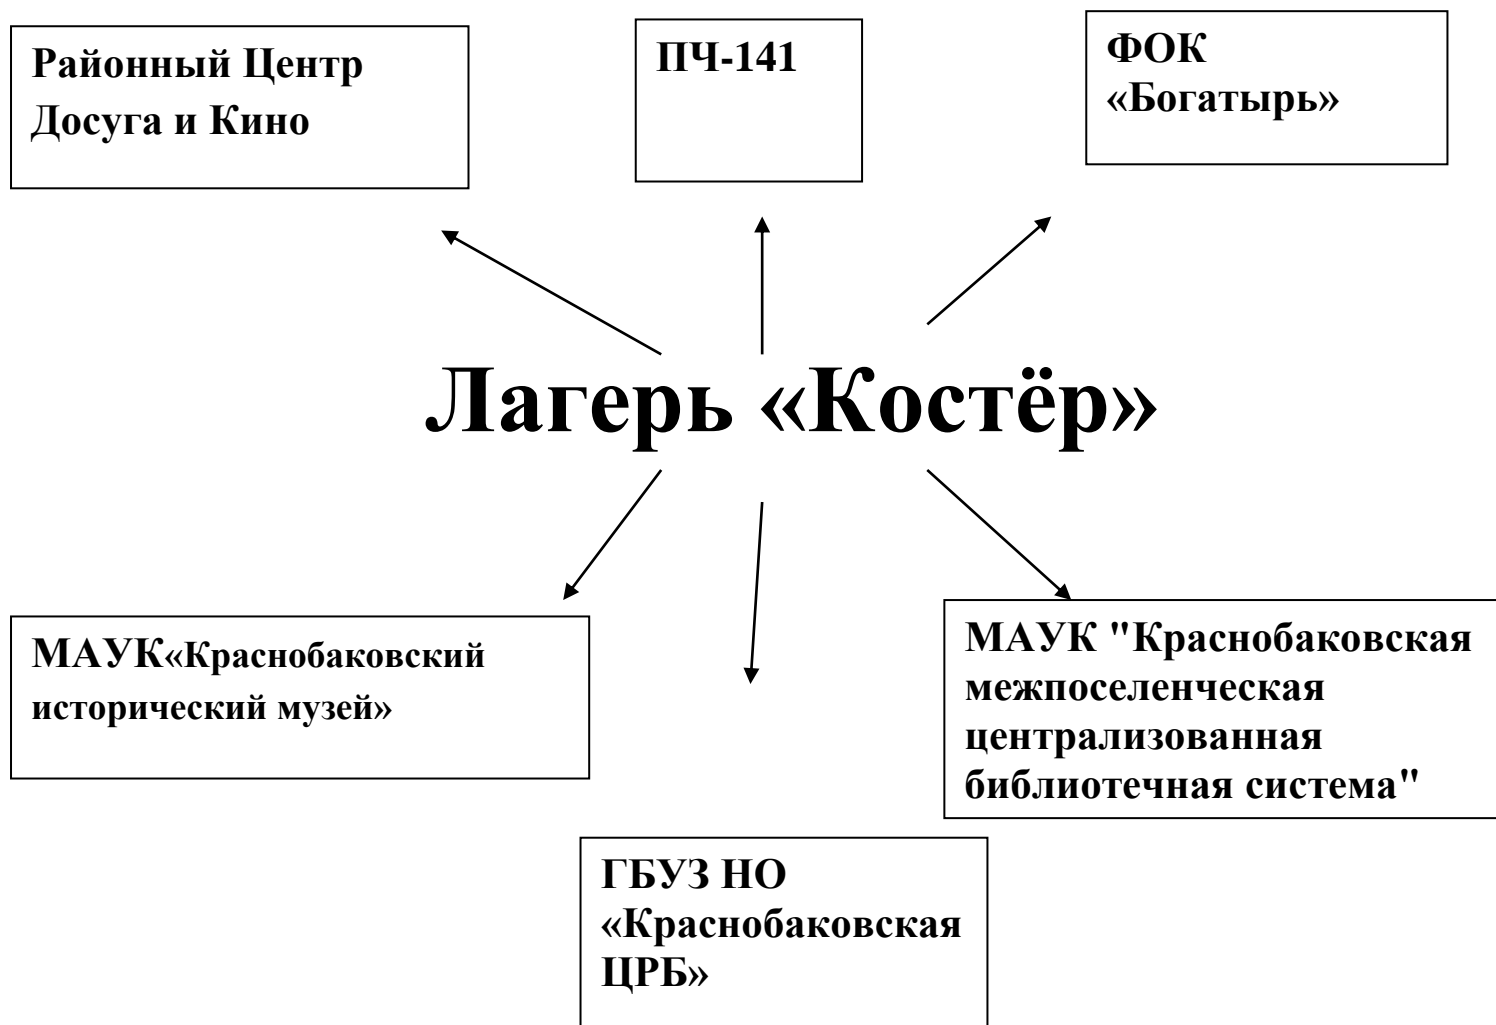 Районный Центр
Досуга и Кино
ПЧ-141
ФОК
«Богатырь»
Лагерь «Костёр»
МАУК«Краснобаковский
исторический музей»
МАУК "Краснобаковская
межпоселенческая
централизованная
библиотечная система"
ГБУЗ НО
«Краснобаковская
ЦРБ»